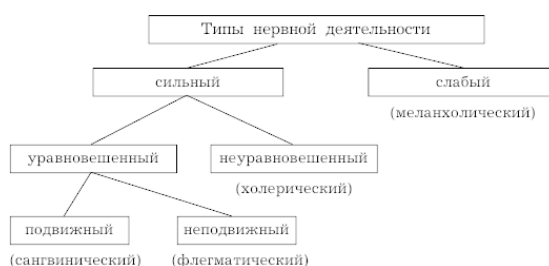 Типы нервной деятельности
сильный
слабый
(меланхолический)
уравновешенный
неуравновешенный
(холерический)
подвижный
неподвижный
(сангвинический)
(флегматический)